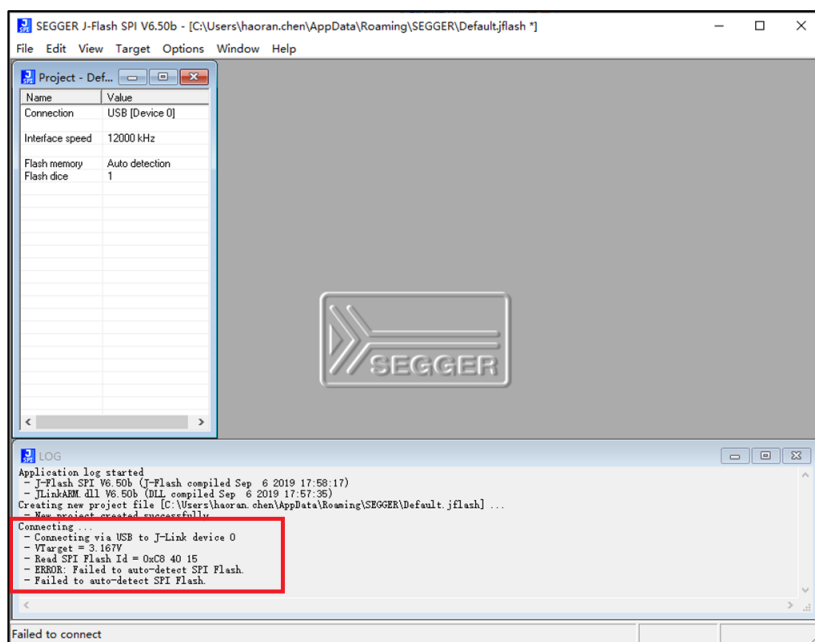 SEGGER J-Flash SPI V6.50b - [C:\Users\haoran.chen\AppData\Roaming\SEGGER\Default.jflash *]
File Edit View Target Options Window Help
Project - Def...
Name Value
Connection USB [Device 0]
Interface speed 12000 kHz
Flash memory Auto detection
Flash dice 1
SEGGER
LOG
Application log started
- J-Flash SPI V6.50b (J-Flash compiled Sep 6 2019 17:58:17)
- JLinkARM.dll V6.50b (DLL compiled Sep 6 2019 17:57:35)
Creating new project file [C:\Users\haoran.chen\AppData\Roaming\SEGGER\Default.jflash] ...
- New project created successfully
Connecting ...
- Connecting via USB to J-Link device 0
- VTarget = 3.167V
- Read SPI Flash Id = 0xC8 40 15
- ERROR: Failed to auto-detect SPI Flash.
- Failed to auto-detect SPI Flash.
Failed to connect